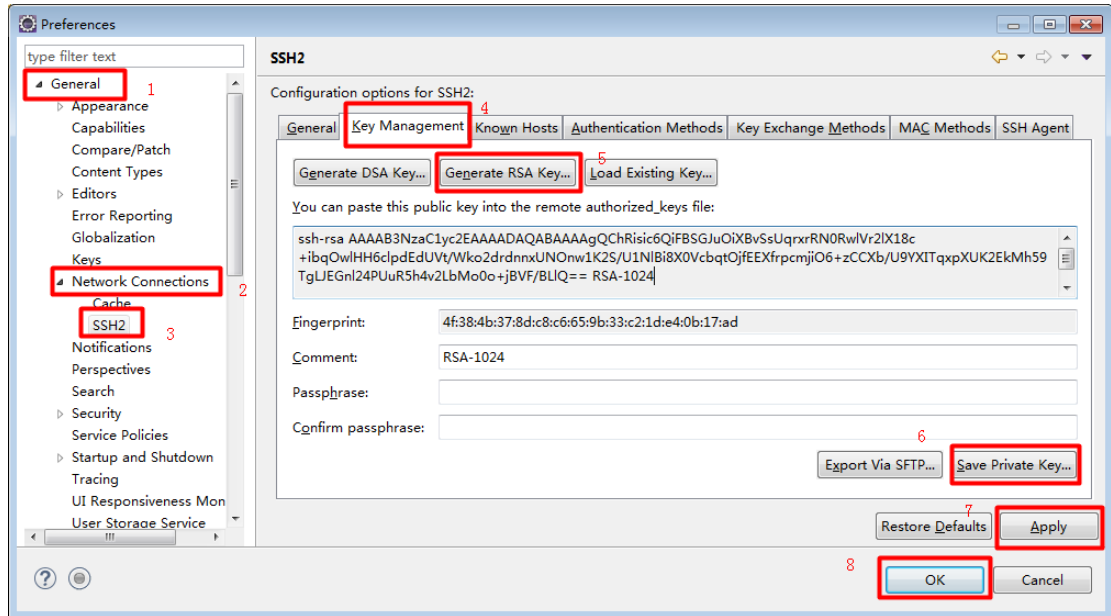 Preferences
type filter text
General
1
Appearance
Capabilities
Compare/Patch
Content Types
Editors
Error Reporting
Globalization
Keys
Network Connections
2
Cache
SSH2
3
Notifications
Perspectives
Search
Security
Service Policies
Startup and Shutdown
Tracing
UI Responsiveness Mon
User Storage Service
SSH2
Configuration options for SSH2:
4
General Key Management Known Hosts Authentication Methods Key Exchange Methods MAC Methods SSH Agent
5
Generate DSA Key... Generate RSA Key... Load Existing Key...
You can paste this public key into the remote authorized_keys file:
ssh-rsa AAAAB3NzaC1yc2EAAAADAQABAAAAgQChRisic6QiFBSGJuOiXBvSsUqrxrRN0RwlVr2lX18c
+ibqOwlHH6clpdEdUVt/Wko2drdnnxUNOnw1K2S/U1NlBi8X0VcbqtOjfEEXfrpcmjiO6+zCCXb/U9YXITqxpXUK2EkMh59
TgLJEGnl24PUuR5h4v2LbMo0o+jBVF/BLlQ== RSA-1024
Fingerprint: 4f:38:4b:37:8d:c8:c6:65:9b:33:c2:1d:e4:0b:17:ad
Comment: RSA-1024
Passphrase:
Confirm passphrase:
6
Export Via SFTP... Save Private Key...
7
Restore Defaults Apply
8
OK Cancel